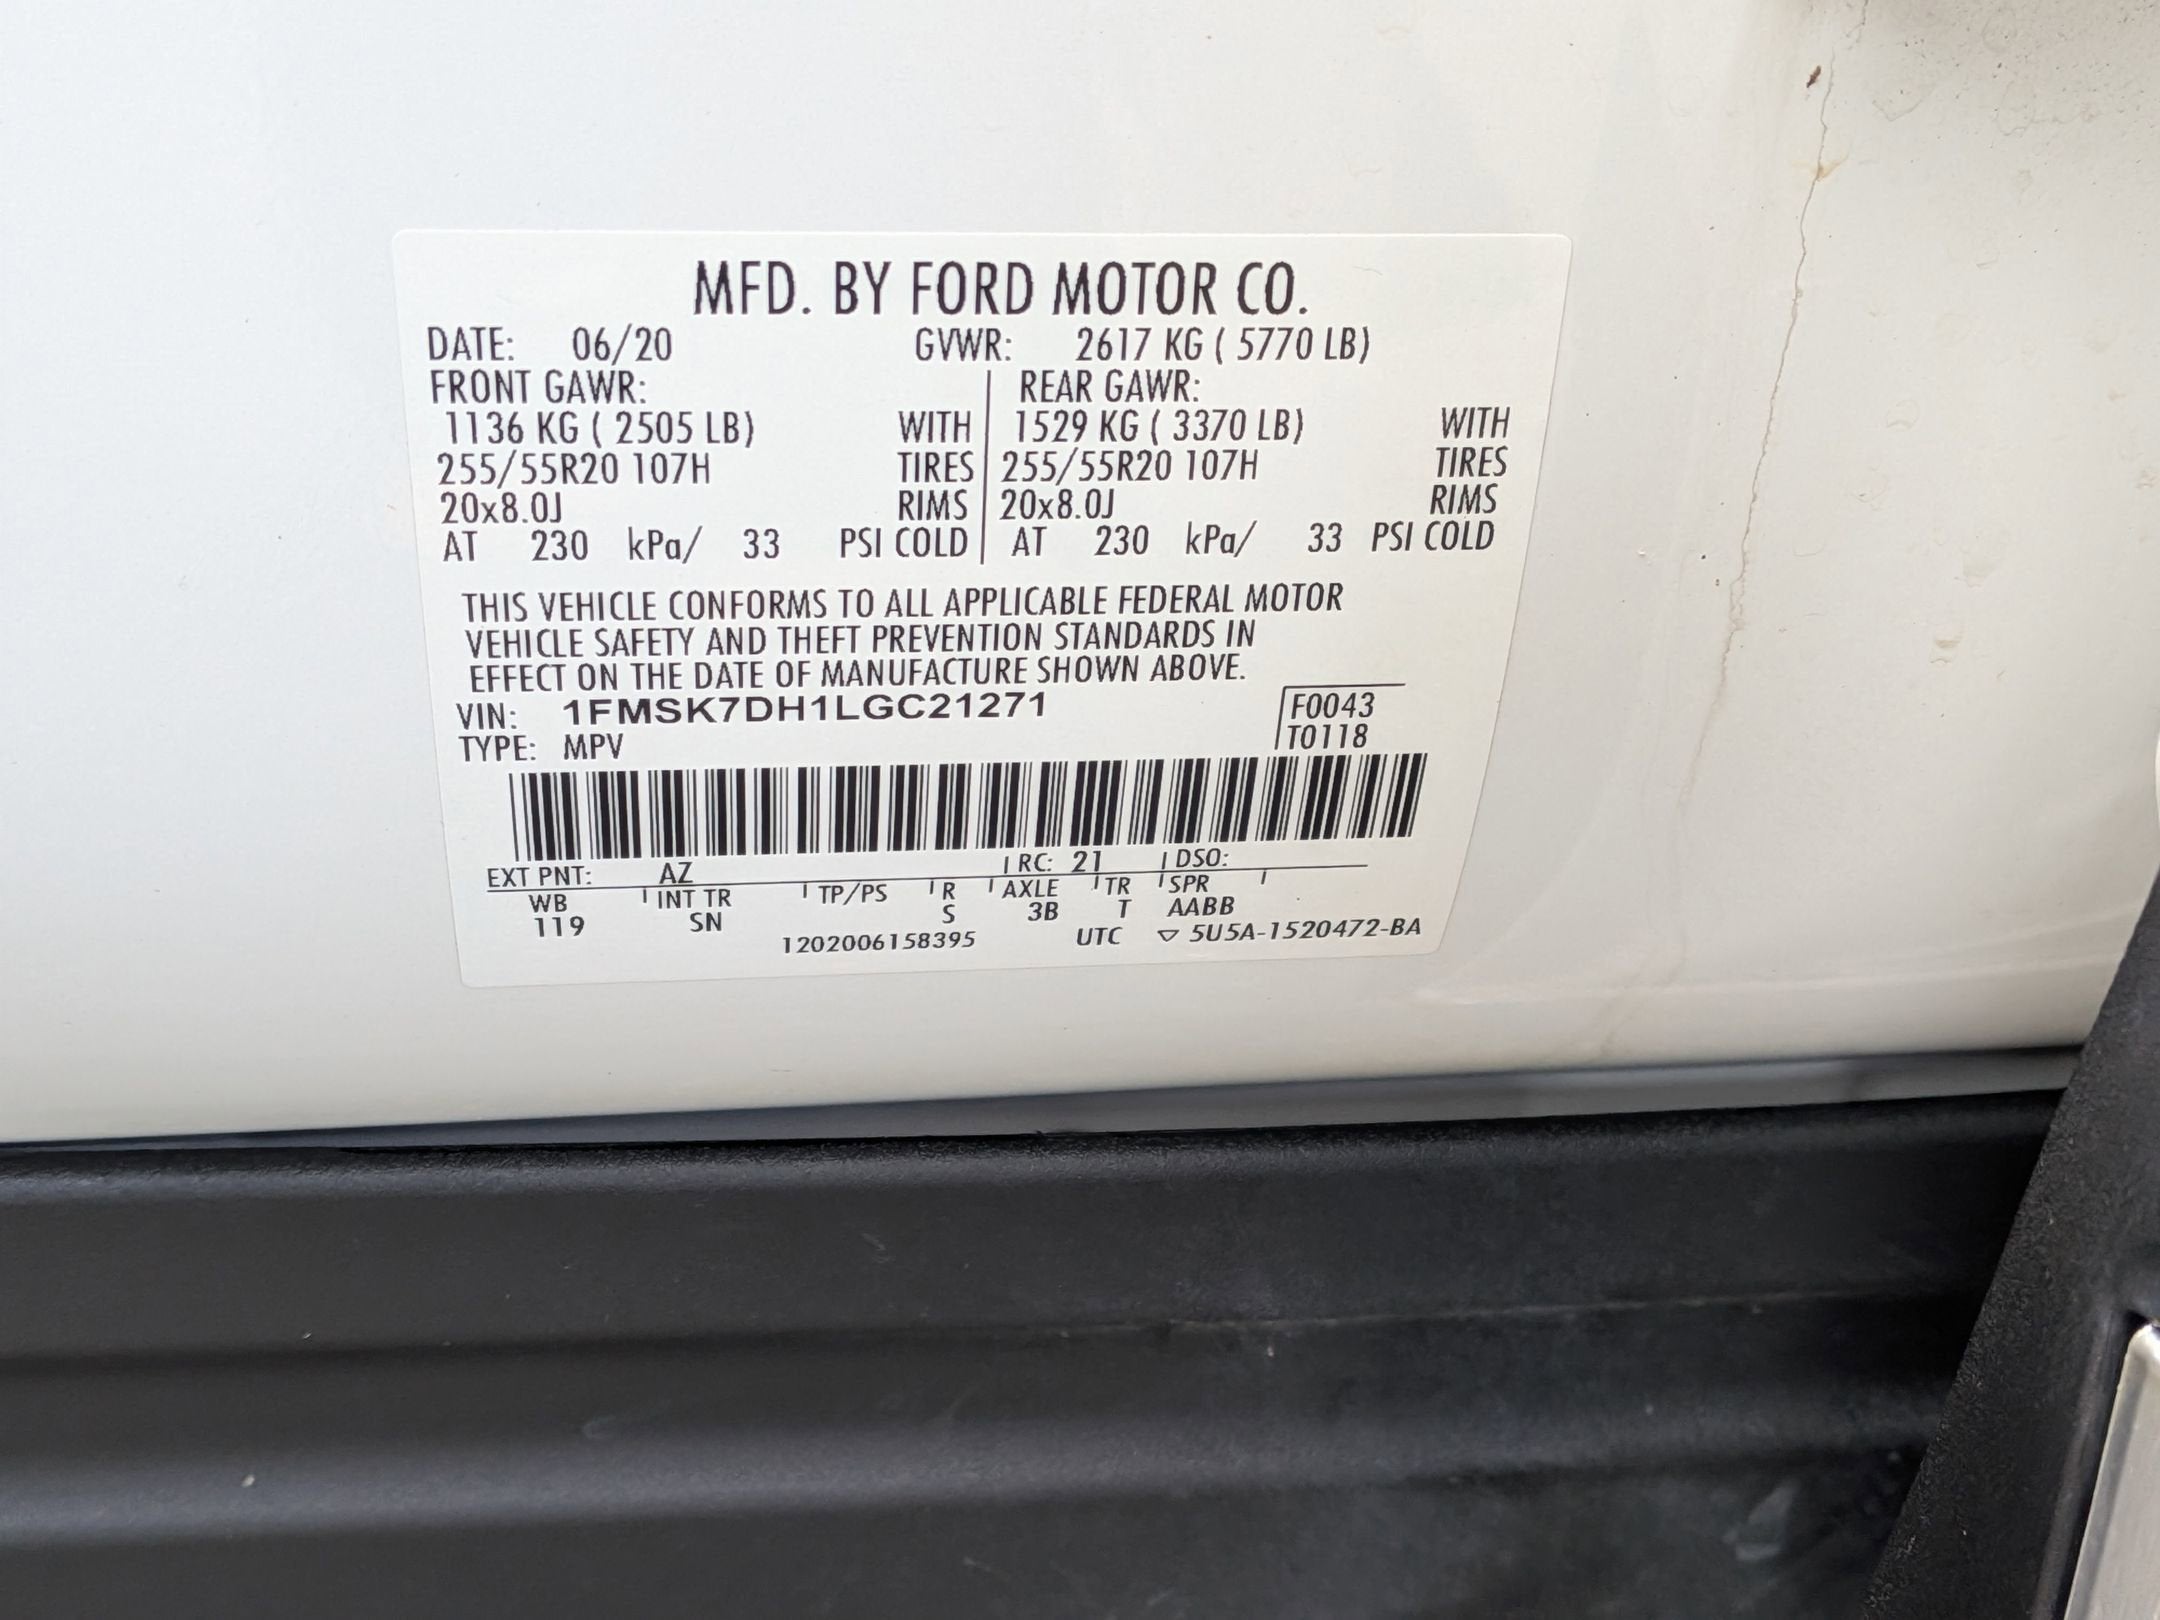 MFD. BY FORD MOTOR CO.
DATE: 06/20 GVWR: 2617 KG ( 5770 LB)
FRONT GAWR: REAR GAWR:
1136 KG ( 2505 LB) WITH 1529 KG ( 3370 LB) WITH
255/55R20 107H TIRES 255/55R20 107H TIRES
20x8.0J RIMS 20x8.0J RIMS
AT 230 kPa/ 33 PSI COLD AT 230 kPa/ 33 PSI COLD
THIS VEHICLE CONFORMS TO ALL APPLICABLE FEDERAL MOTOR
VEHICLE SAFETY AND THEFT PREVENTION STANDARDS IN
EFFECT ON THE DATE OF MANUFACTURE SHOWN ABOVE.
VIN: 1FMSK7DH1LGC21271 F0043
TYPE: MPV T0118
EXT PNT: AZ RC: 21 DSO:
WB INT TR TP/PS R AXLE TR SPR
119 SN S 3B T AABB
1202006158395 UTC ▽ 5U5A-1520472-BA